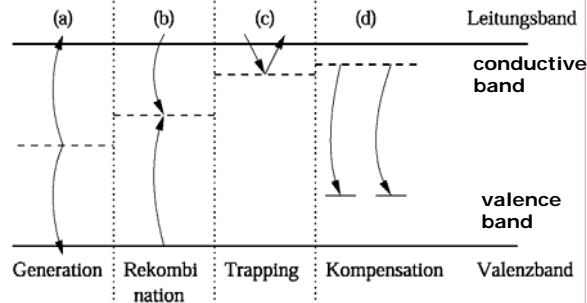 (a) (b) (c) (d) Leitungsband
conductive
band
valence
band
Generation Rekombi Trapping Kompensation Valenzband
nation